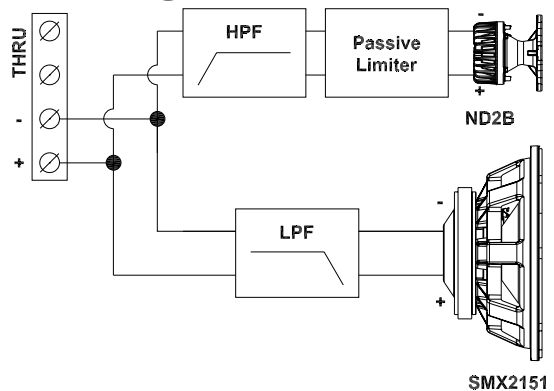 THRU
-
+
HPF
Passive
Limiter
-
+
ND2B
LPF
-
+
SMX2151